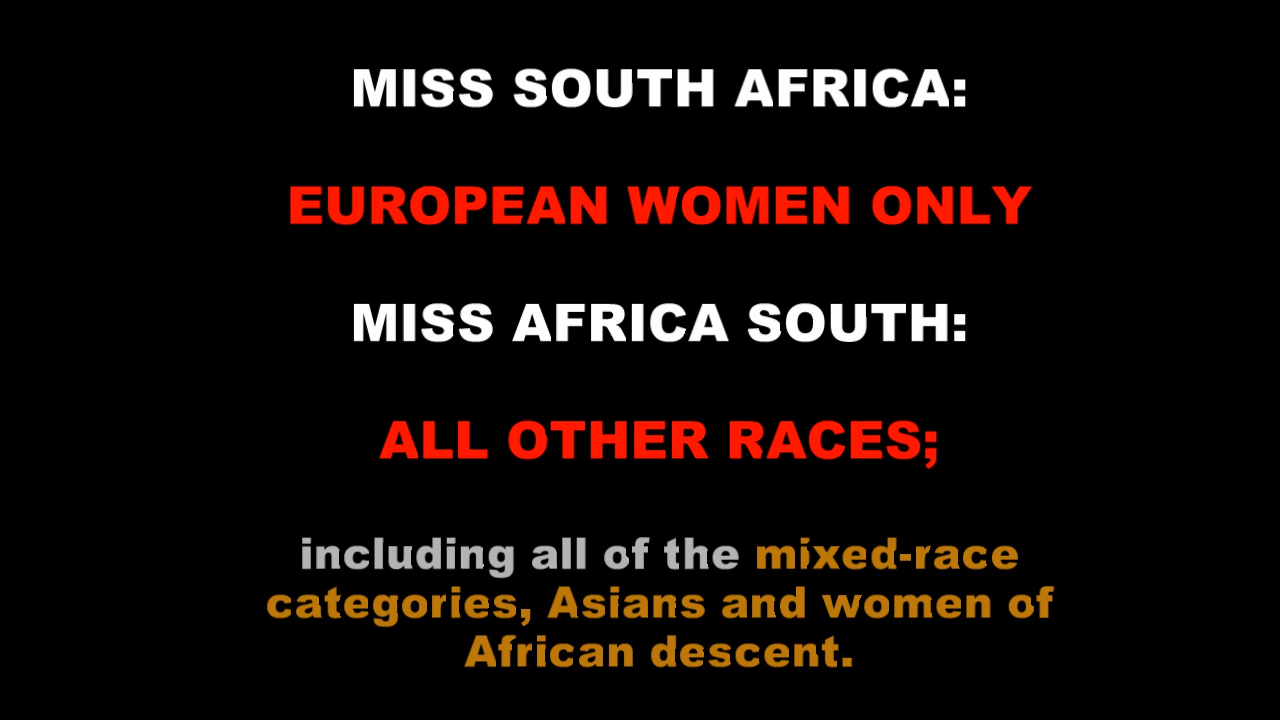 MISS SOUTH AFRICA:
EUROPEAN WOMEN ONLY
MISS AFRICA SOUTH:
ALL OTHER RACES;
including all of the mixed-race
categories, Asians and women of
African descent.